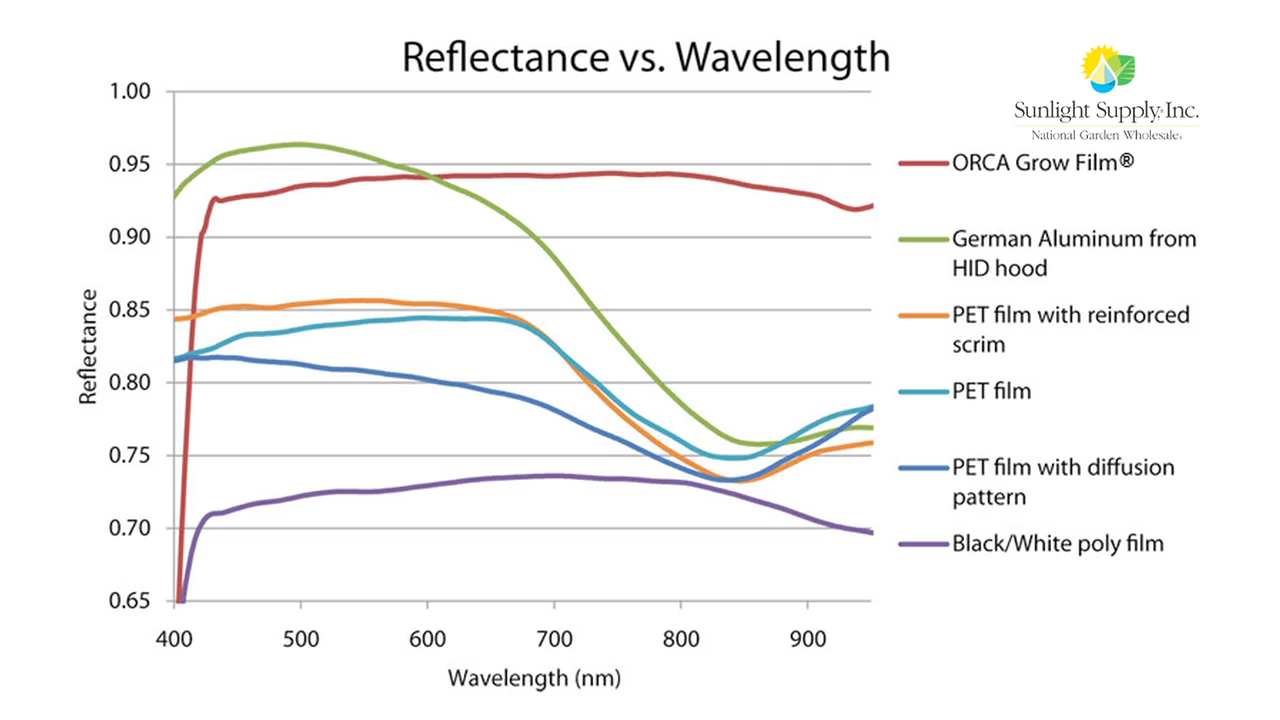 Reflectance vs. Wavelength
Sunlight Supply, Inc.
National Garden Wholesale®
1.00
0.95
0.90
0.85
0.80
0.75
0.70
0.65
Reflectance
400
500
600
700
800
900
Wavelength (nm)
ORCA Grow Film®
German Aluminum from
HID hood
PET film with reinforced
scrim
PET film
PET film with diffusion
pattern
Black/White poly film